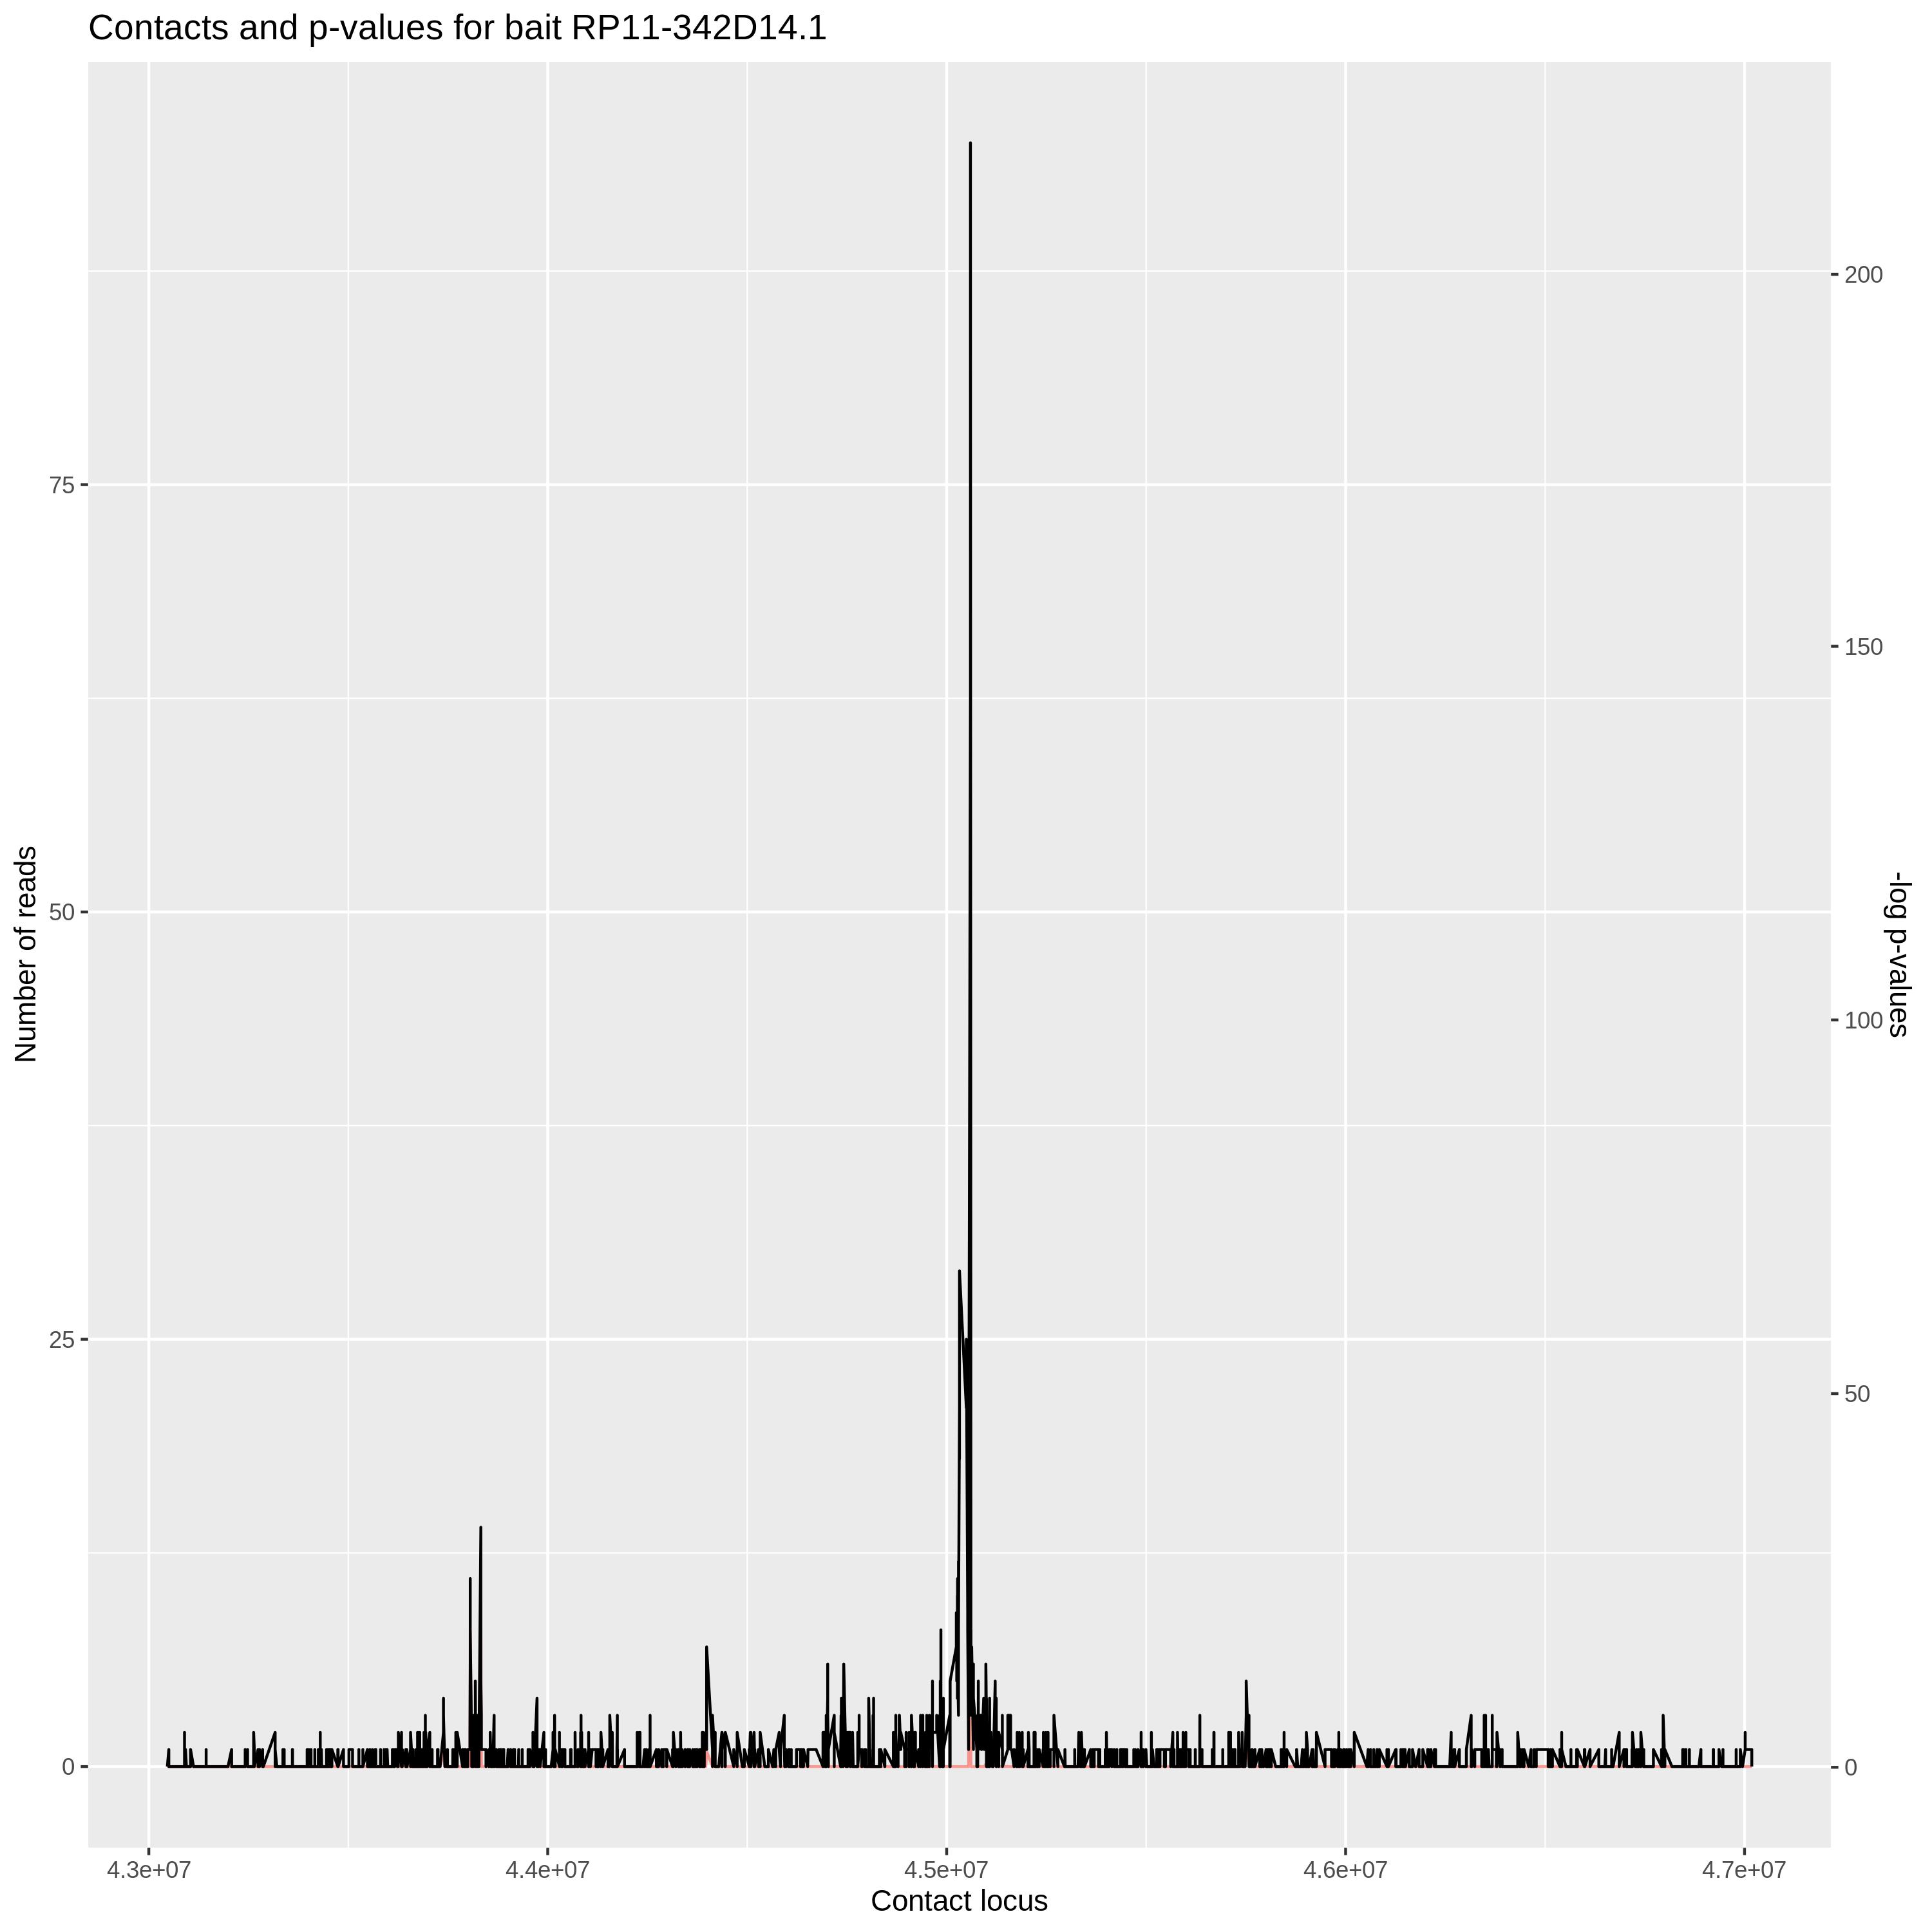 Contacts and p-values for bait RP11-342D14.1
Number of reads
75
50
25
0
200
150
100
50
0
-log p-values
4.3e+07
4.4e+07
4.5e+07
4.6e+07
4.7e+07
Contact locus